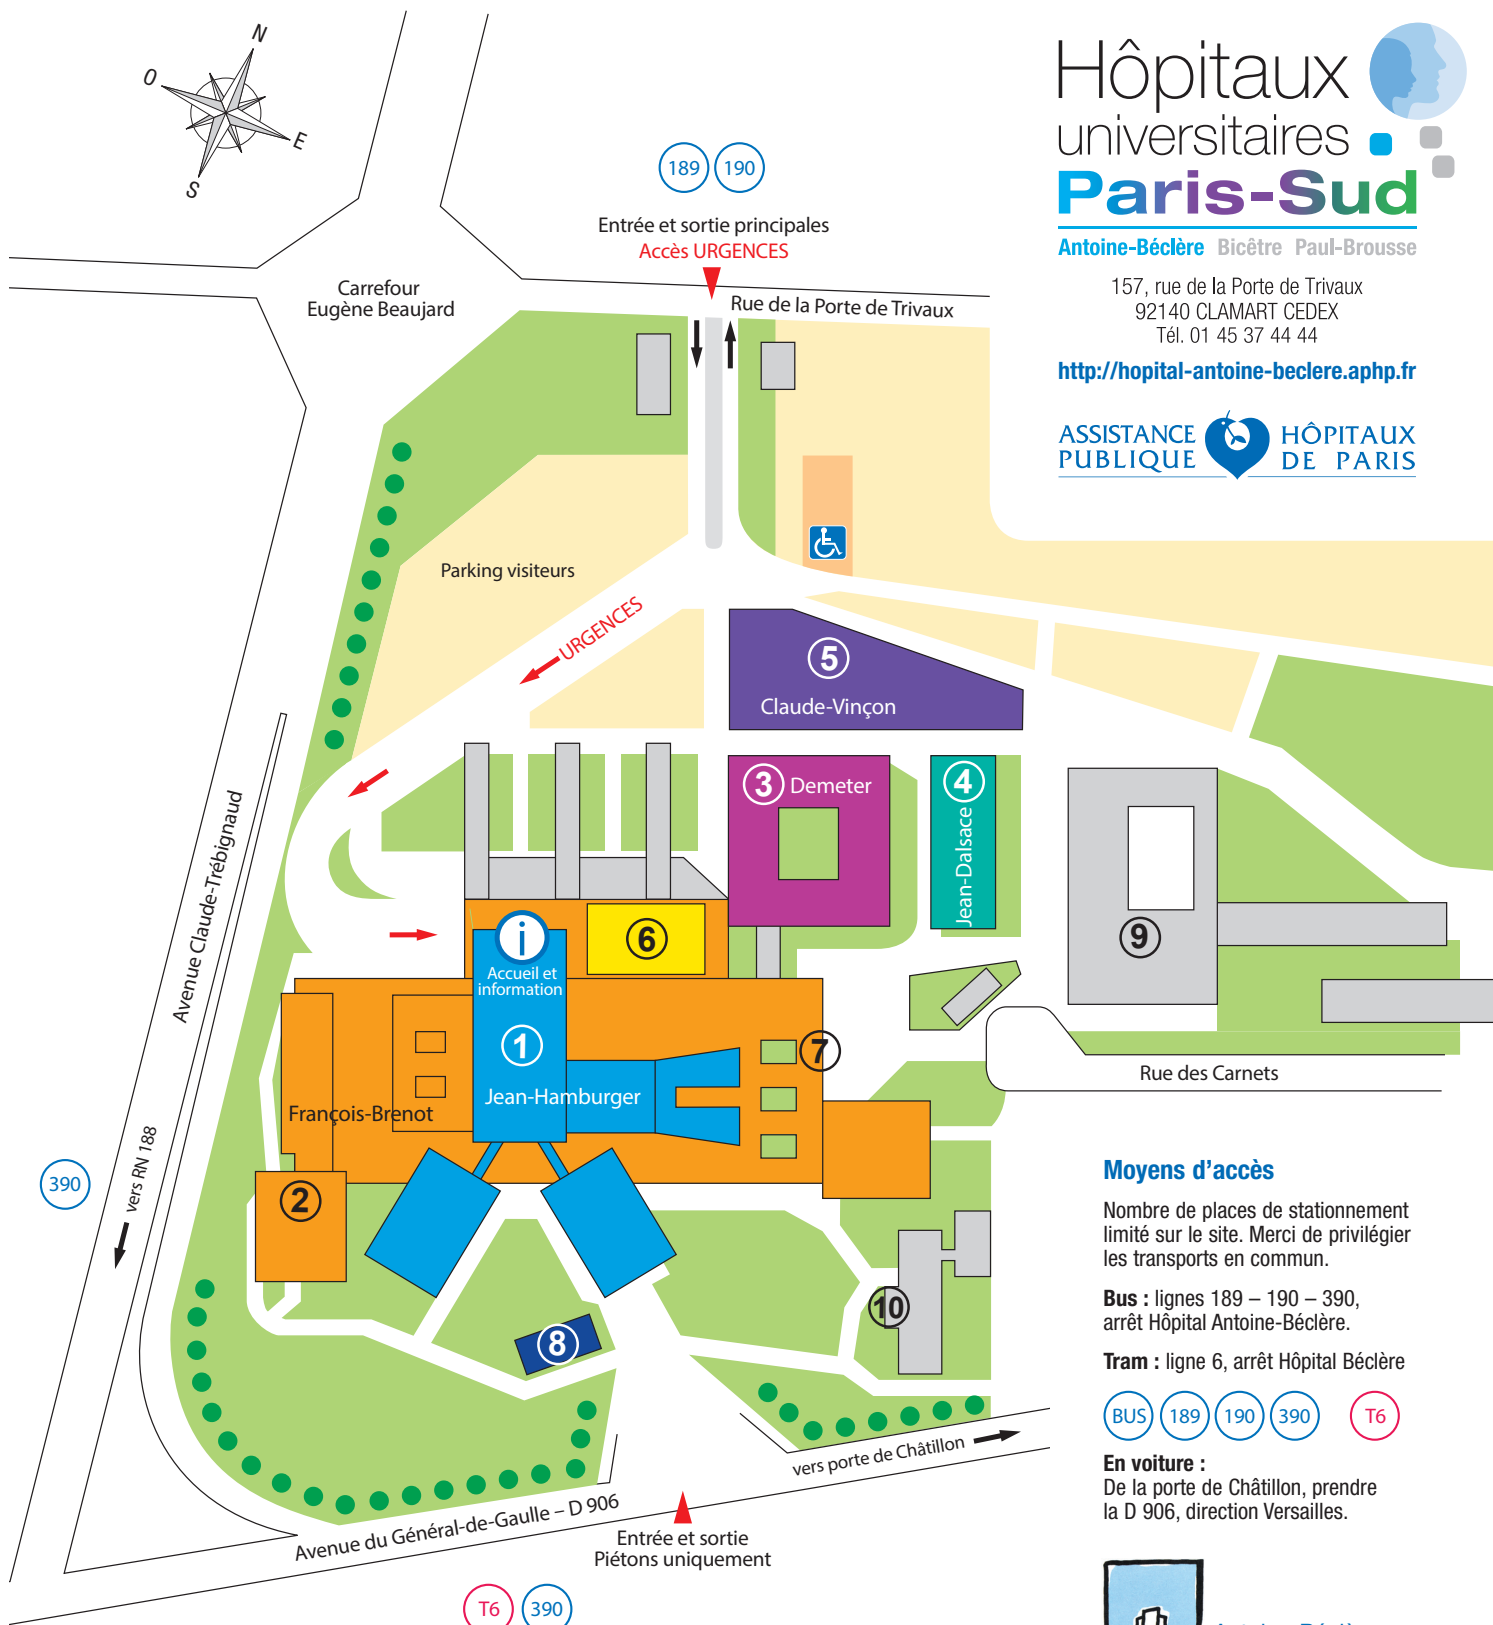 N
O
E
S
Hôpitaux
universitaires
Paris-Sud
Antoine-Béclère Bicêtre Paul-Brousse
157, rue de la Porte de Trivaux
92140 CLAMART CEDEX
Tél. 01 45 37 44 44
http://hopital-antoine-beclere.aphp.fr
ASSISTANCE PUBLIQUE
HÔPITAUX DE PARIS
189 190
Entrée et sortie principales
Accès URGENCES
Carrefour
Eugène Beaujard
Rue de la Porte de Trivaux
Parking visiteurs
URGENCES
5
Claude-Vinçon
3 Demeter
4
Jean-Dalsace
Avenue Claude-Trébignaud
i
Accueil et
information
6
9
1
7
Jean-Hamburger
François-Brenot
Rue des Carnets
vers RN 188
390
2
8
10
vers porte de Châtillon
Avenue du Général-de-Gaulle – D 906
Entrée et sortie
Piétons uniquement
T6 390
Moyens d’accès
Nombre de places de stationnement
limité sur le site. Merci de privilégier
les transports en commun.
Bus : lignes 189 – 190 – 390,
arrêt Hôpital Antoine-Béclère.
Tram : ligne 6, arrêt Hôpital Béclère
BUS 189 190 390 T6
En voiture :
De la porte de Châtillon, prendre
la D 906, direction Versailles.